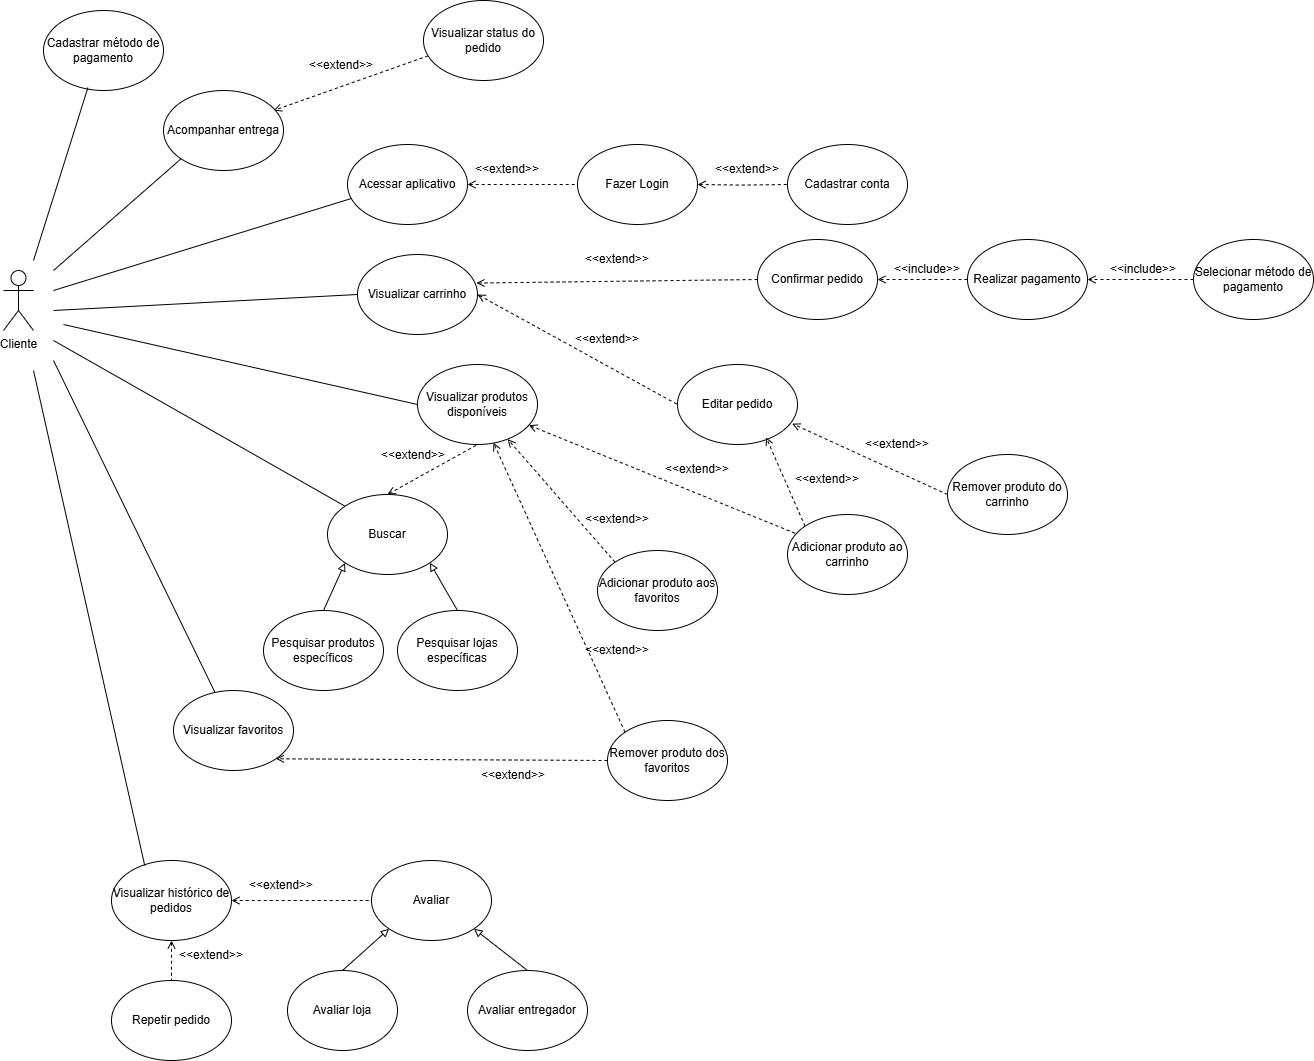 Visualizar status do
pedido
Cadastrar método de
pagamento
<<extend>>
Acompanhar entrega
<<extend>>
<<extend>>
Acessar aplicativo
Fazer Login
Cadastrar conta
<<extend>>
<<include>>
<<include>>
Visualizar carrinho
Confirmar pedido
Realizar pagamento
Selecionar método de
pagamento
Cliente
<<extend>>
Visualizar produtos
disponíveis
Editar pedido
<<extend>>
<<extend>>
<<extend>>
<<extend>>
Remover produto do
carrinho
Buscar
<<extend>>
Adicionar produto ao
carrinho
Adicionar produto aos
favoritos
Pesquisar produtos
específicos
Pesquisar lojas
específicas
<<extend>>
Visualizar favoritos
Remover produto dos
favoritos
<<extend>>
Visualizar histórico de
pedidos
<<extend>>
Avaliar
<<extend>>
Repetir pedido
Avaliar loja
Avaliar entregador